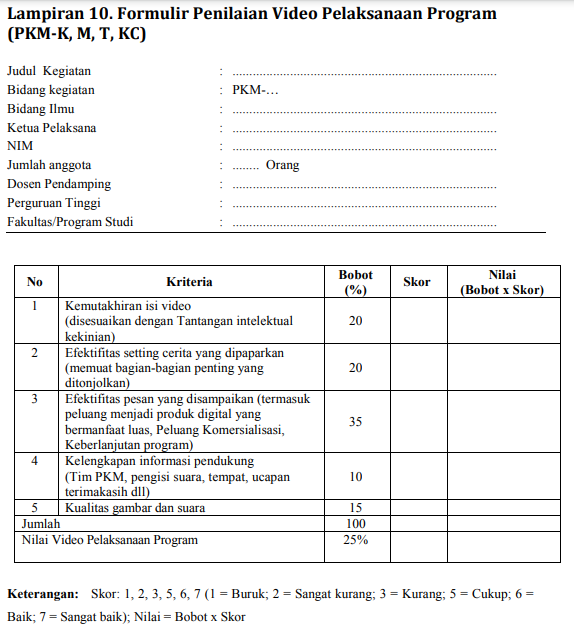 Lampiran 10. Formulir Penilaian Video Pelaksanaan Program
(PKM-K, M, T, KC)
Judul Kegiatan : ................................................................................
Bidang kegiatan : PKM-…
Bidang Ilmu : ................................................................................
Ketua Pelaksana : ................................................................................
NIM : ................................................................................
Jumlah anggota : ........ Orang
Dosen Pendamping : ................................................................................
Perguruan Tinggi : ................................................................................
Fakultas/Program Studi : ................................................................................
No Kriteria Bobot (%) Skor Nilai (Bobot x Skor)
1 Kemutakhiran isi video
(disesuaikan dengan Tantangan intelektual 20
kekinian)
2 Efektifitas setting cerita yang dipaparkan
(memuat bagian-bagian penting yang 20
ditonjolkan)
3 Efektifitas pesan yang disampaikan (termasuk
peluang menjadi produk digital yang
bermanfaat luas, Peluang Komersialisasi, 35
Keberlanjutan program)
4 Kelengkapan informasi pendukung
(Tim PKM, pengisi suara, tempat, ucapan 10
terimakasih dll)
5 Kualitas gambar dan suara 15
Jumlah 100
Nilai Video Pelaksanaan Program 25%
Keterangan: Skor: 1, 2, 3, 5, 6, 7 (1 = Buruk; 2 = Sangat kurang; 3 = Kurang; 5 = Cukup; 6 =
Baik; 7 = Sangat baik); Nilai = Bobot x Skor